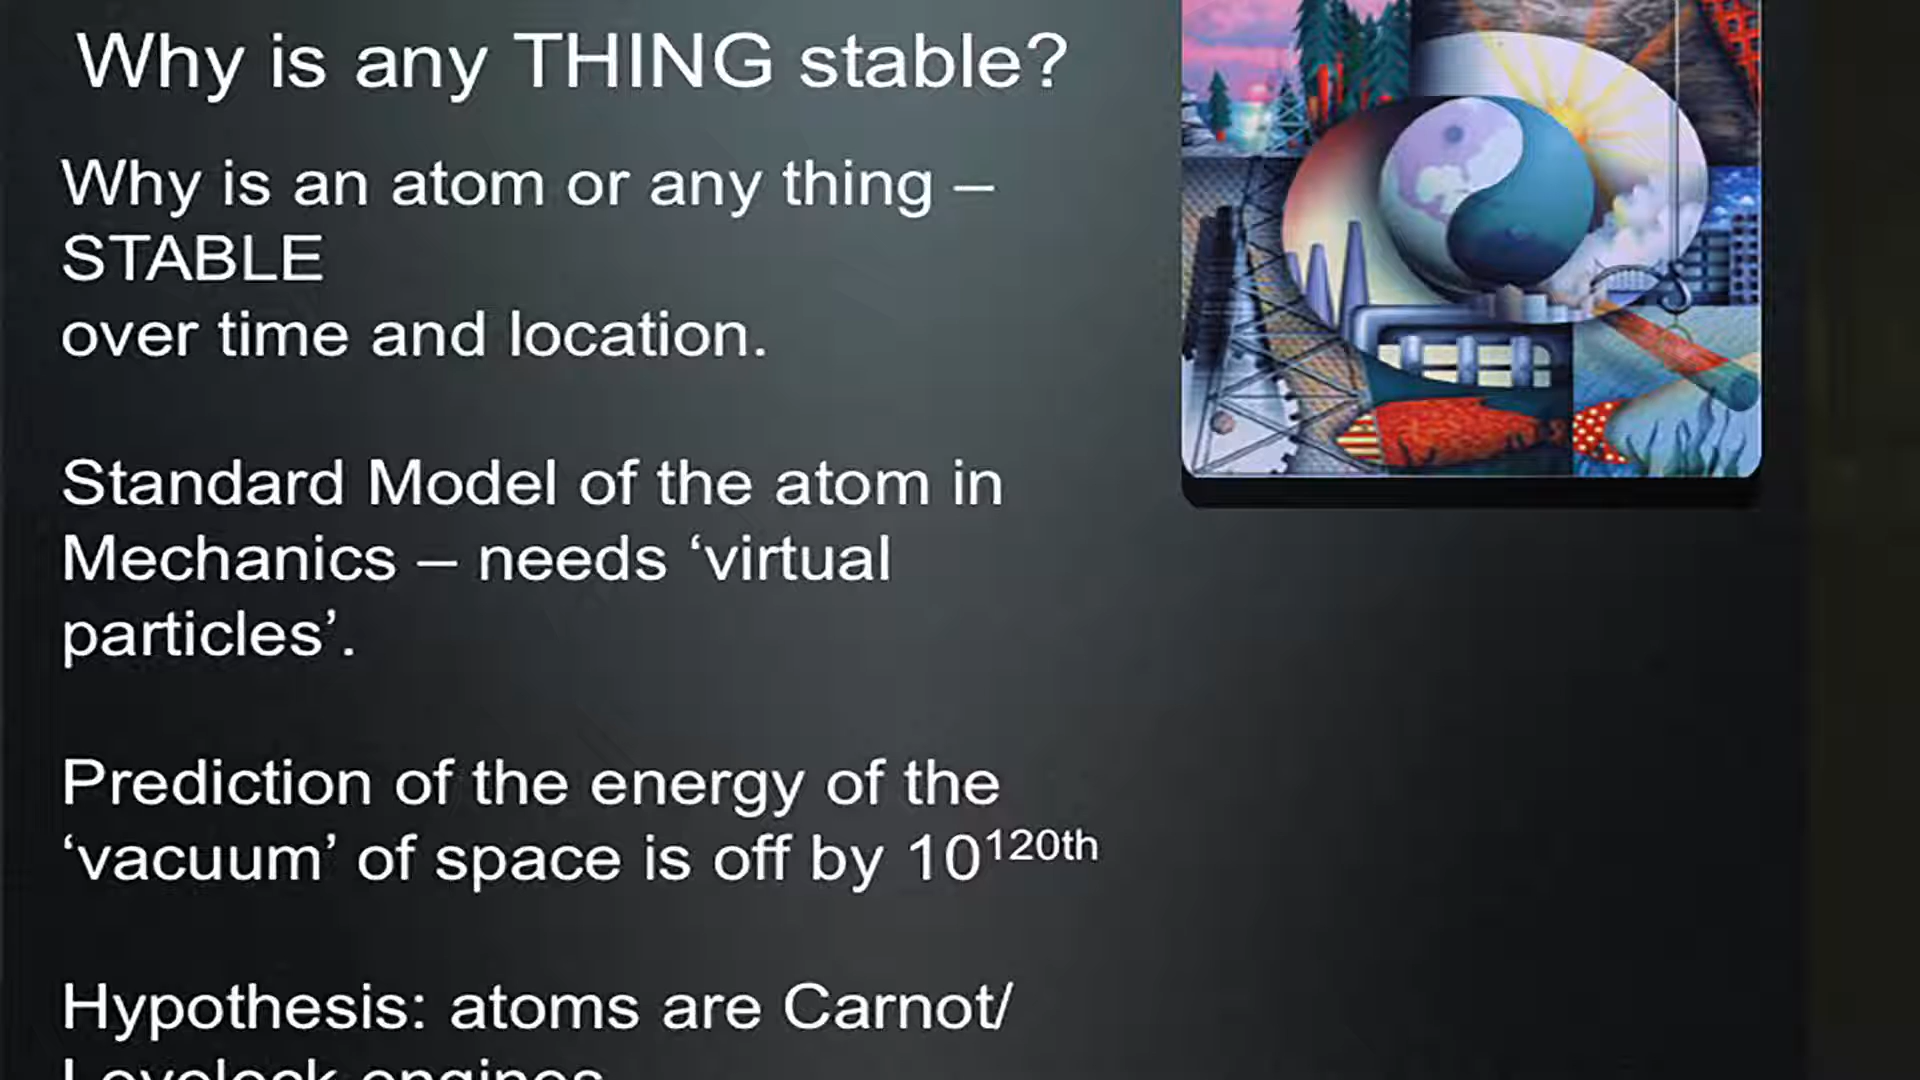 Why is any THING stable?
Why is an atom or any thing –
STABLE
over time and location.
Standard Model of the atom in
Mechanics – needs ‘virtual
particles’.
Prediction of the energy of the
‘vacuum’ of space is off by 10120th
Hypothesis: atoms are Carnot/
Lovelock engines